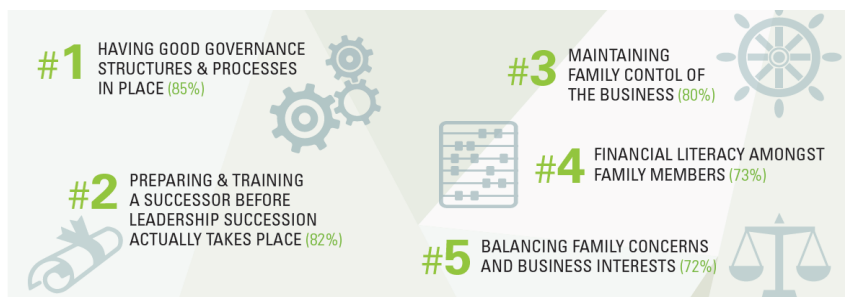 #1 HAVING GOOD GOVERNANCE
STRUCTURES & PROCESSES
IN PLACE (85%)
#2 PREPARING & TRAINING
A SUCCESSOR BEFORE
LEADERSHIP SUCCESSION
ACTUALLY TAKES PLACE (82%)
#3 MAINTAINING
FAMILY CONTOL OF
THE BUSINESS (80%)
#4 FINANCIAL LITERACY AMONGST
FAMILY MEMBERS (73%)
#5 BALANCING FAMILY CONCERNS
AND BUSINESS INTERESTS (72%)